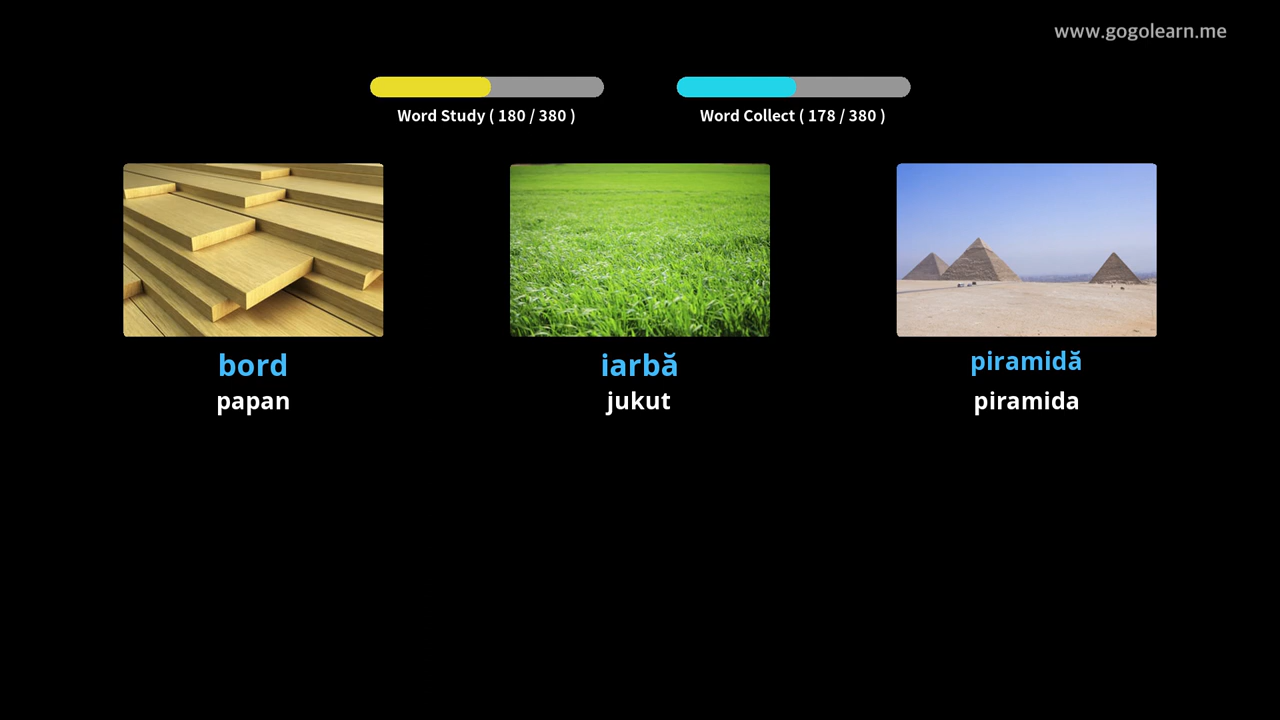 www.gogolearn.me
Word Study ( 180 / 380 )
Word Collect ( 178 / 380 )
bord
papan
iarbă
jukut
piramidă
piramida